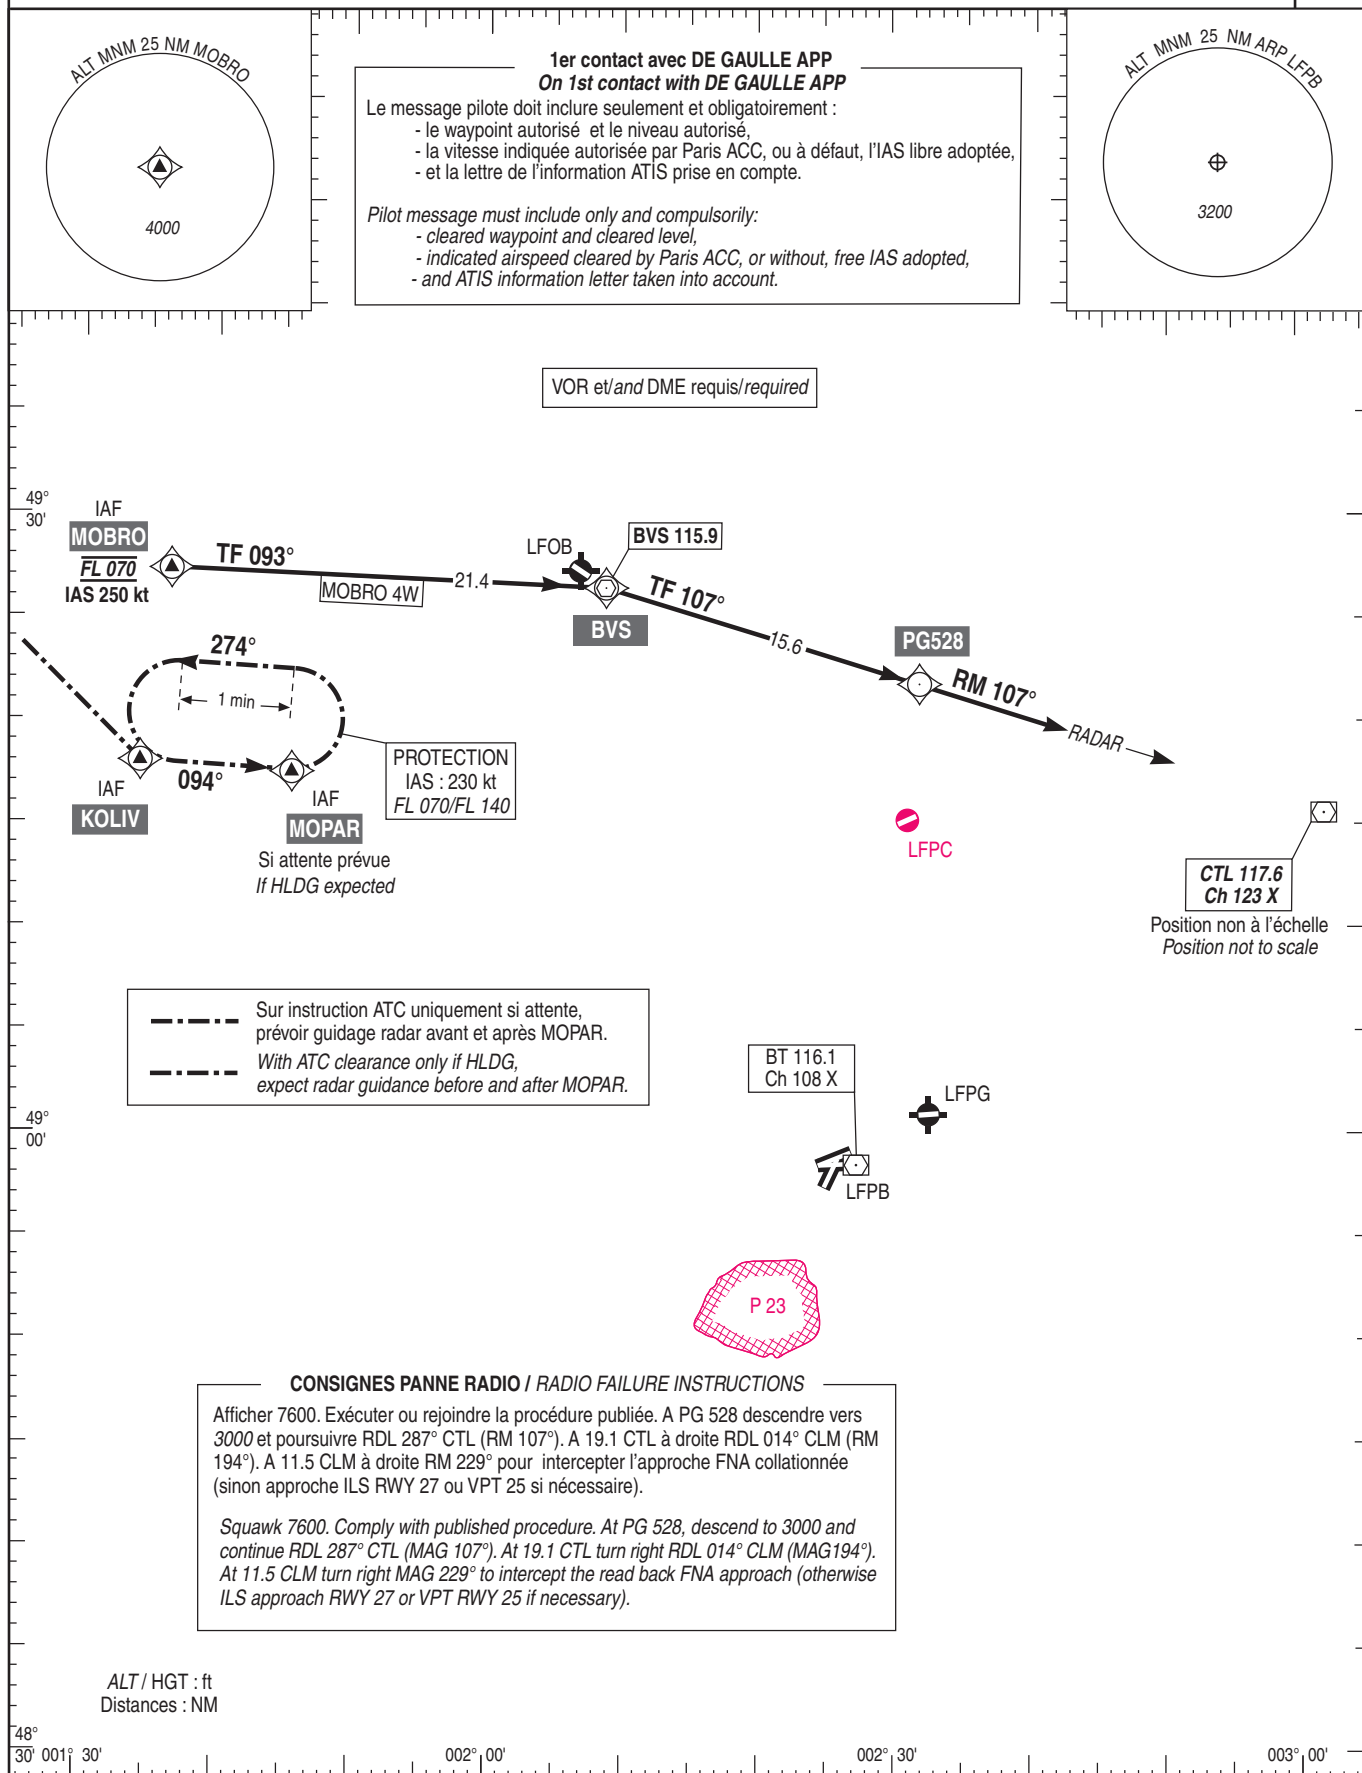 ALT MNM 25 NM MOBRO
4000
1er contact avec DE GAULLE APP
On 1st contact with DE GAULLE APP
Le message pilote doit inclure seulement et obligatoirement :
- le waypoint autorisé et le niveau autorisé,
- la vitesse indiquée autorisée par Paris ACC, ou à défaut, l'IAS libre adoptée,
- et la lettre de l'information ATIS prise en compte.
Pilot message must include only and compulsorily:
- cleared waypoint and cleared level,
- indicated airspeed cleared by Paris ACC, or without, free IAS adopted,
- and ATIS information letter taken into account.
ALT MNM 25 NM ARP LFPB
3200
VOR et/and DME requis/required
49°
30'
IAF
MOBRO
FL 070
IAS 250 kt
TF 093°
MOBRO 4W
21.4
LFOB
BVS 115.9
BVS
TF 107°
15.6
PG528
RM 107°
RADAR
274°
1 min
094°
IAF
KOLIV
IAF
MOPAR
Si attente prévue
If HLDG expected
PROTECTION
IAS : 230 kt
FL 070/FL 140
LFPC
CTL 117.6
Ch 123 X
Position non à l'échelle
Position not to scale
Sur instruction ATC uniquement si attente,
prévoir guidage radar avant et après MOPAR.
With ATC clearance only if HLDG,
expect radar guidance before and after MOPAR.
BT 116.1
Ch 108 X
LFPG
LFPB
49°
00'
P 23
CONSIGNES PANNE RADIO / RADIO FAILURE INSTRUCTIONS
Afficher 7600. Exécuter ou rejoindre la procédure publiée. A PG 528 descendre vers
3000 et poursuivre RDL 287° CTL (RM 107°). A 19.1 CTL à droite RDL 014° CLM (RM
194°). A 11.5 CLM à droite RM 229° pour intercepter l'approche FNA collationnée
(sinon approche ILS RWY 27 ou VPT 25 si nécessaire).
Squawk 7600. Comply with published procedure. At PG 528, descend to 3000 and
continue RDL 287° CTL (MAG 107°). At 19.1 CTL turn right RDL 014° CLM (MAG194°).
At 11.5 CLM turn right MAG 229° to intercept the read back FNA approach (otherwise
ILS approach RWY 27 or VPT RWY 25 if necessary).
ALT / HGT : ft
Distances : NM
48°
30' 001° 30'
002° 00'
002° 30'
003° 00'